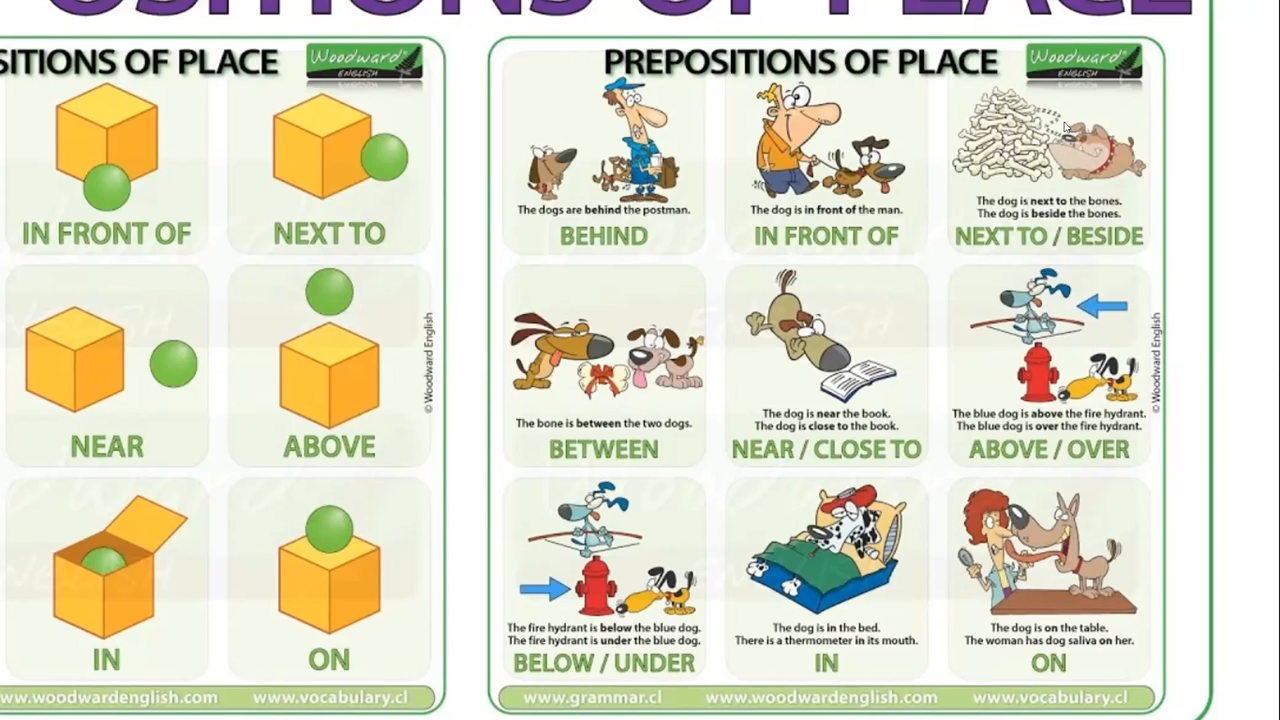 OSITIONS OF PLACE
SITIONS OF PLACE
Woodward®
ENGLISH
IN FRONT OF
NEXT TO
NEAR
ABOVE
IN
ON
© Woodward English
www.woodwardenglish.com www.vocabulary.cl
PREPOSITIONS OF PLACE
Woodward®
ENGLISH
The dogs are behind the postman.
BEHIND
The dog is in front of the man.
IN FRONT OF
zzzzz
The dog is next to the bones.
The dog is beside the bones.
NEXT TO / BESIDE
The bone is between the two dogs.
BETWEEN
The dog is near the book.
The dog is close to the book.
NEAR / CLOSE TO
The blue dog is above the fire hydrant.
The blue dog is over the fire hydrant.
ABOVE / OVER
The fire hydrant is below the blue dog.
The fire hydrant is under the blue dog.
BELOW / UNDER
The dog is in the bed.
There is a thermometer in its mouth.
IN
The dog is on the table.
The woman has dog saliva on her.
ON
© Woodward English
www.grammar.cl www.woodwardenglish.com www.vocabulary.cl